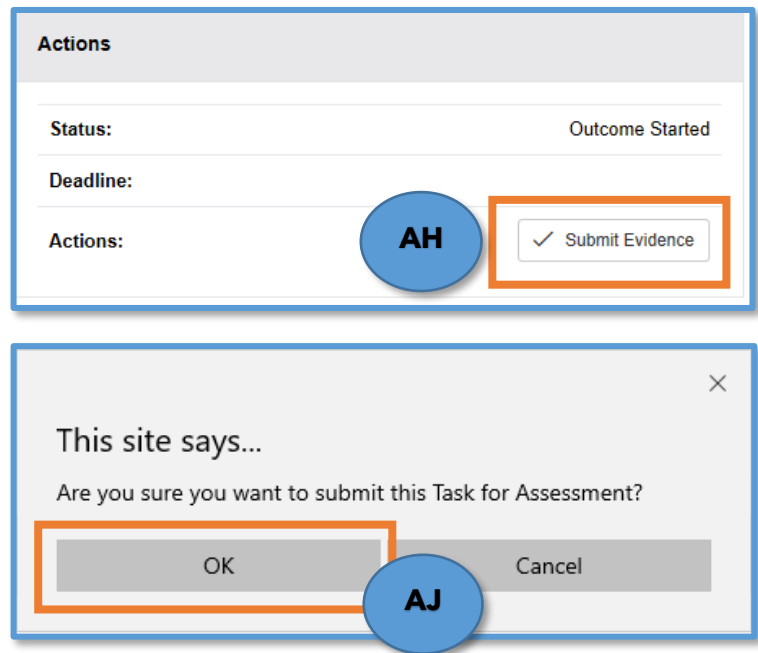 Actions
Status: Outcome Started
Deadline:
Actions: AH Submit Evidence
This site says...
Are you sure you want to submit this Task for Assessment?
OK Cancel
AJ